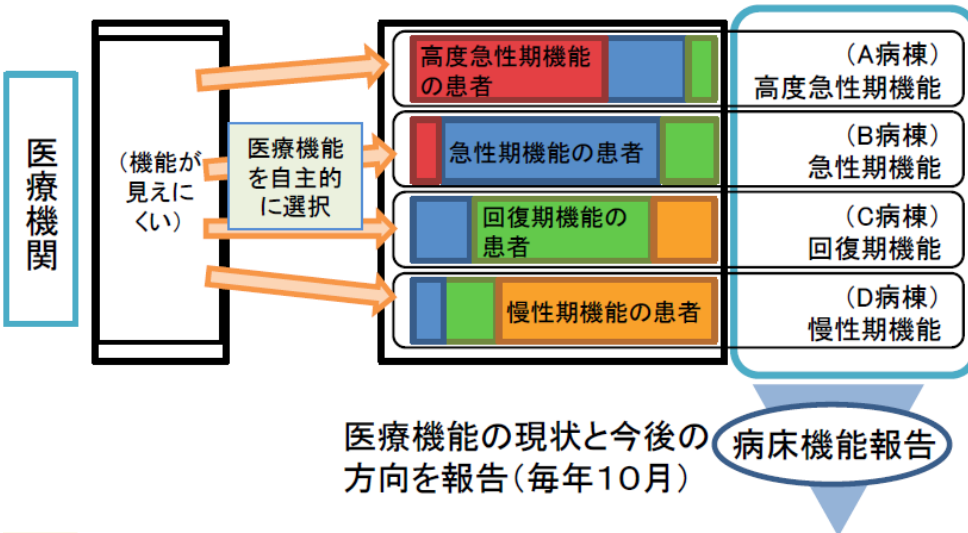 医療機関
（機能が
見えに
くい）
医療機能
を自主的
に選択
高度急性期機能
の患者
（A病棟）
高度急性期機能
急性期機能の患者
（B病棟）
急性期機能
回復期機能の
患者
（C病棟）
回復期機能
慢性期機能の患者
（D病棟）
慢性期機能
医療機能の現状と今後の
方向を報告（毎年１０月）
病床機能報告